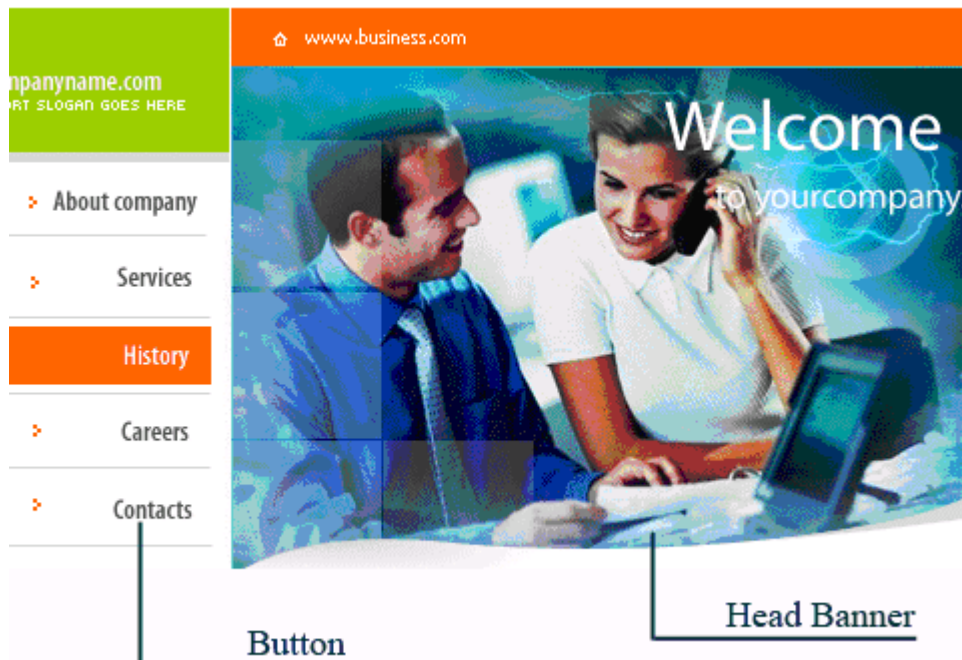 www.business.com
mpanyname.com
ORT SLOGAN GOES HERE
Welcome
to yourcompany
About company
Services
History
Careers
Contacts
Head Banner
Button